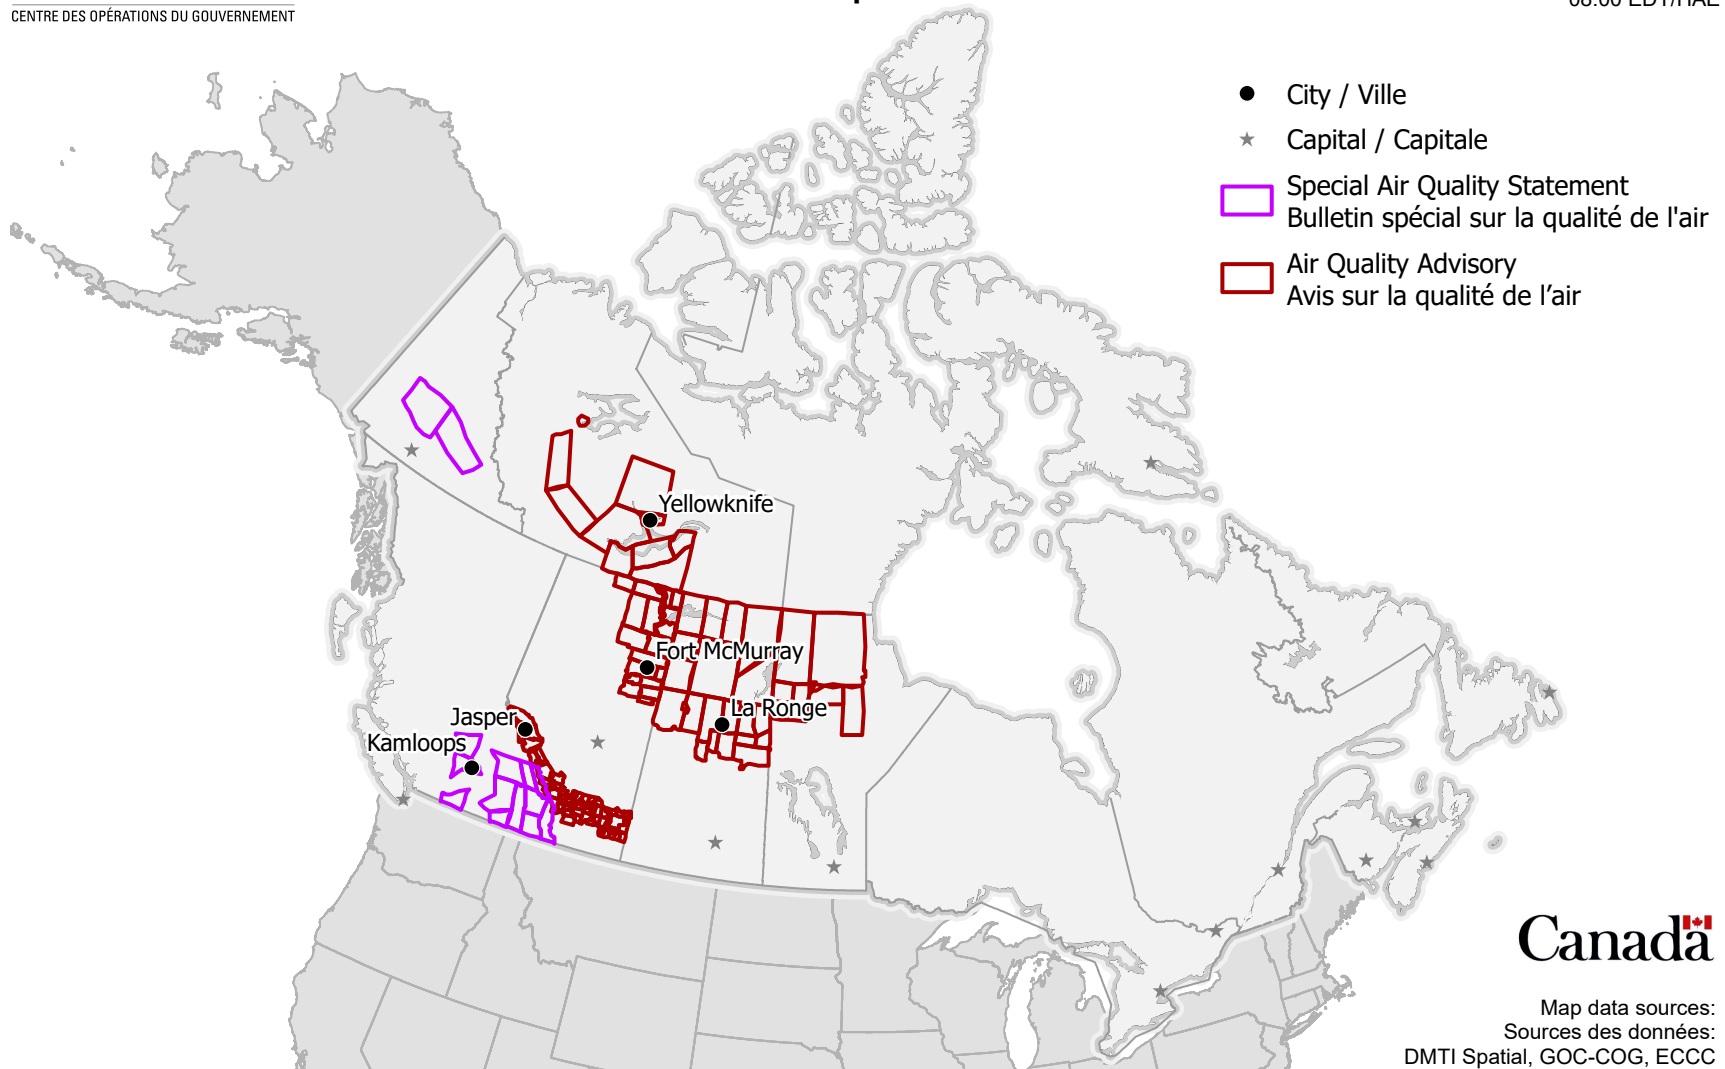 CENTRE DES OPÉRATIONS DU GOUVERNEMENT
City / Ville
Capital / Capitale
Special Air Quality Statement
Bulletin spécial sur la qualité de l'air
Air Quality Advisory
Avis sur la qualité de l’air
Yellowknife
Fort McMurray
La Ronge
Jasper
Kamloops
Canada
Map data sources:
Sources des données:
DMTI Spatial, GOC-COG, ECCC